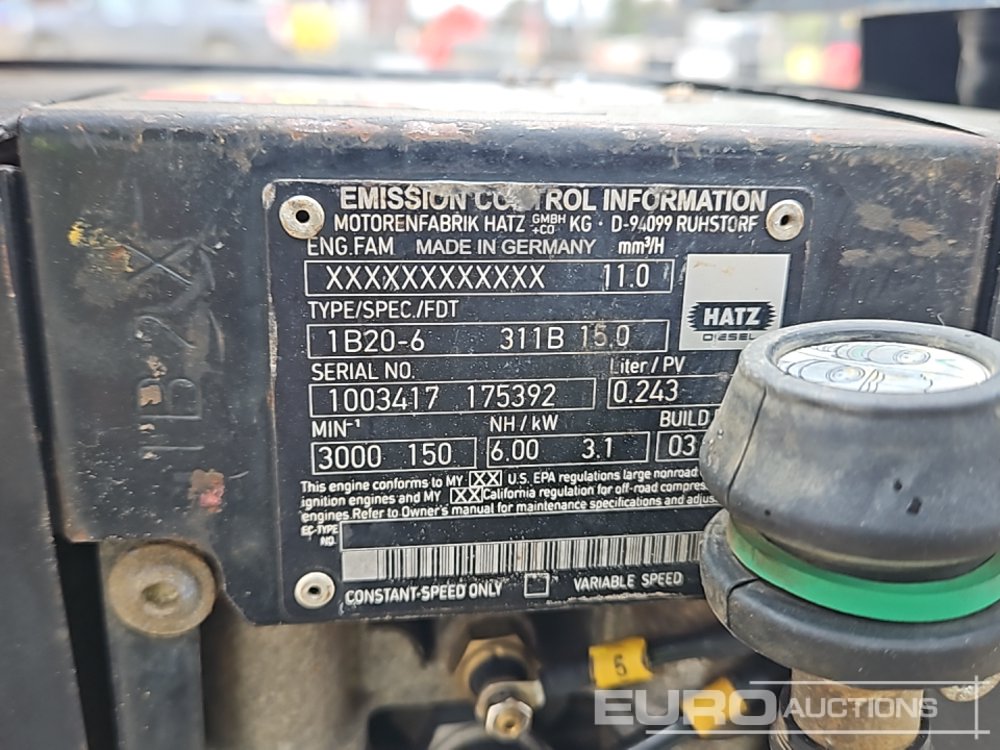 EMISSION CONTROL INFORMATION
MOTORENFABRIK HATZ GMBH +CO KG · D-94099 RUHSTORF
ENG.FAM MADE IN GERMANY mm³/H
XXXXXXXXXXXX 11.0
TYPE/SPEC./FDT
1B20-6 311B 15.0
HATZ
DIESEL
SERIAL NO. Liter / PV
1003417 175392 0.243
MIN⁻¹ NH / kW BUILD
3000 150 6.00 3.1 03
This engine conforms to MY XX U.S. EPA regulations large nonroad
ignition engines and MY XX California regulation for off-road
engines Refer to Owner's manual for maintenance specifications and
EC-TYPE
NO.
CONSTANT-SPEED ONLY VARIABLE SPEED
5
EUROAUCTIONS